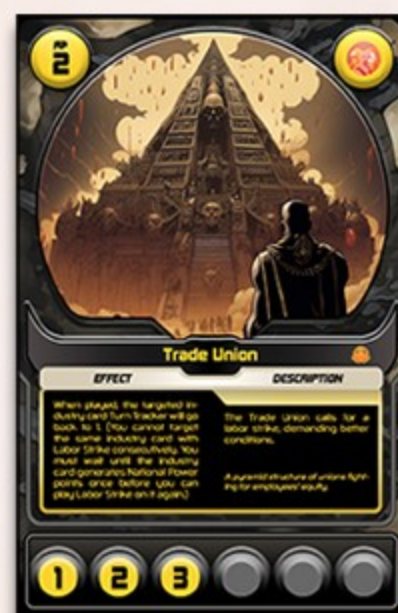 2
Trade Union
EFFECT
DESCRIPTION
When played, the targeted in-
dustry card Turn Tracker will go
back to 1. (You cannot target
the same industry card with
Labor Strike consecutively. You
must wait until the industry
card generates National Power
points once before you can
play Labor Strike on it again.)
The Trade Union calls for a
labor strike, demanding better
conditions.
A pyramid structure of unions fight-
ing for employees' equity.
1 2 3